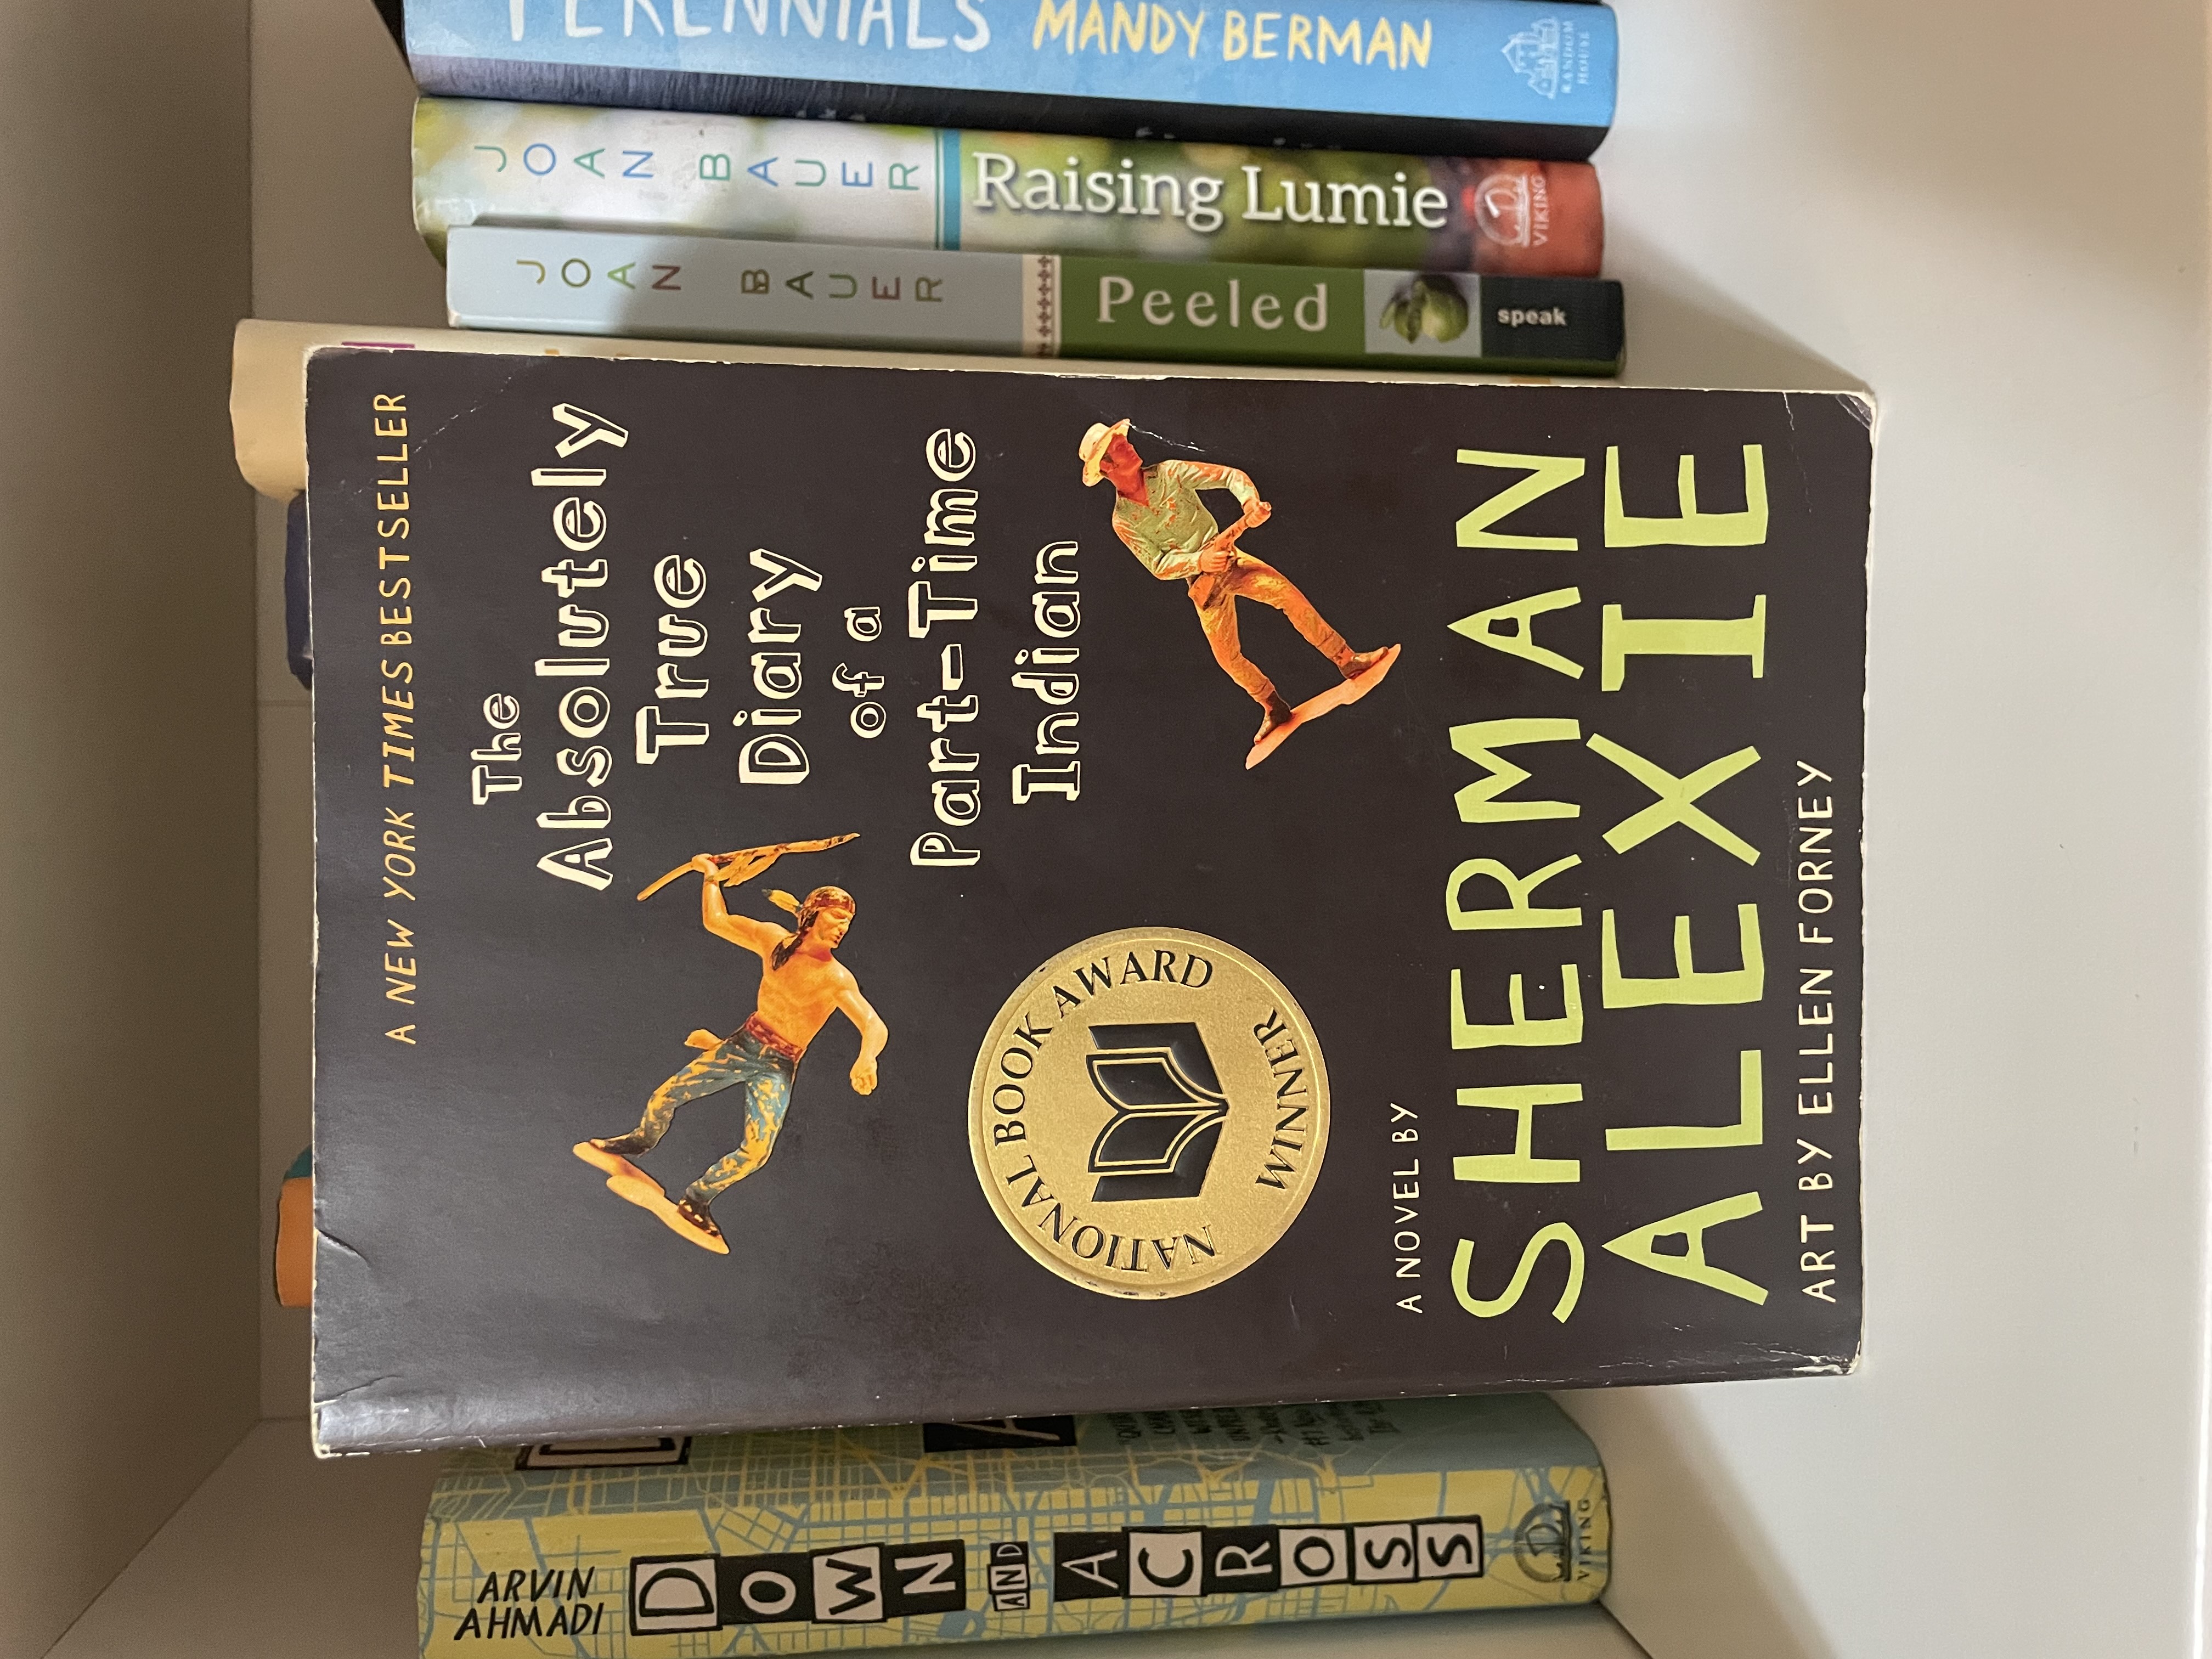 A NEW YORK TIMES BESTSELLER
The
Absolutely
True
Diary
of a
Part-Time
Indian
NATIONAL BOOK AWARD
WINNER
A NOVEL BY
SHERMAN
ALEXIE
ART BY ELLEN FORNEY
ARVIN
AHMADI
DOWN
AND
ACROSS
VIKING
JOAN BAUER
Peeled
speak
JOAN BAUER
Raising Lumie
VIKING
MANDY BERMAN
RANDOM
HOUSE